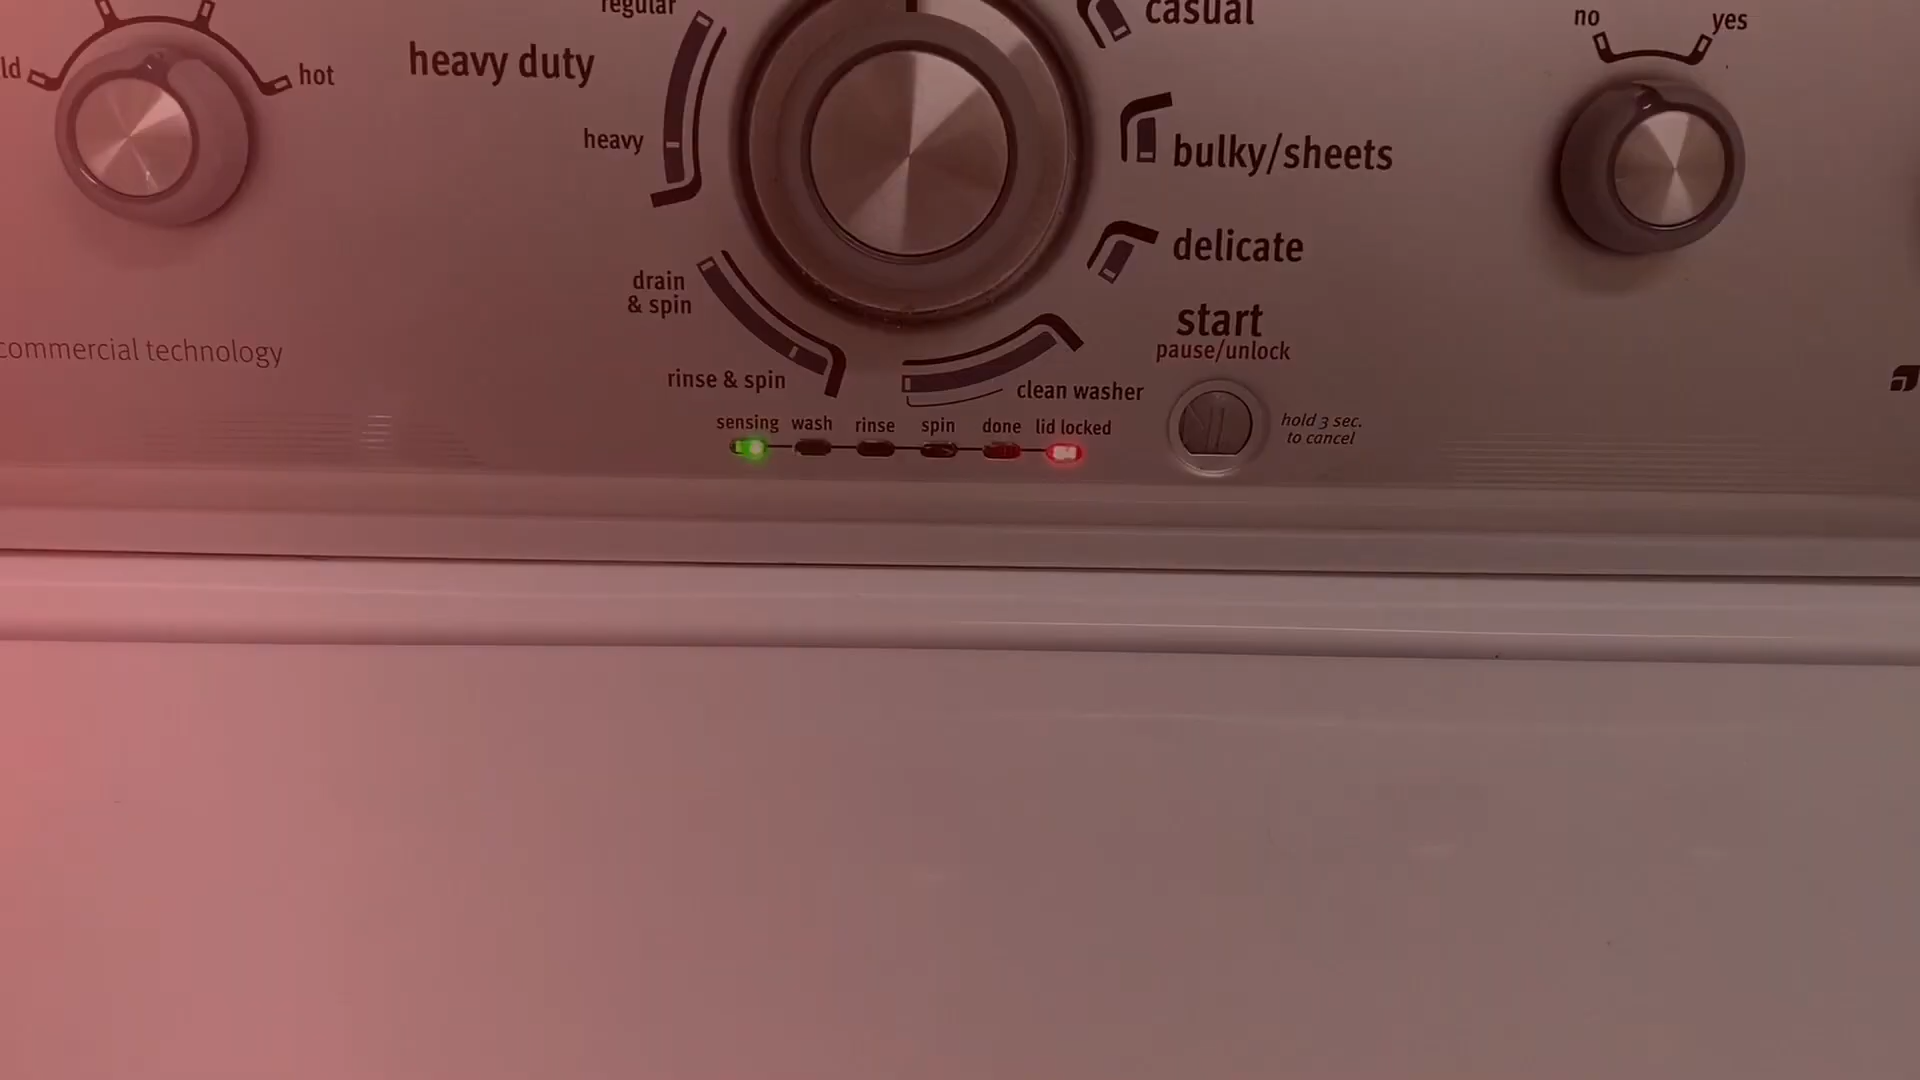 regular
casual
no
yes
heavy duty
ld
hot
heavy
bulky/sheets
delicate
drain
& spin
start
pause/unlock
commercial technology
rinse & spin
clean washer
sensing wash rinse spin done lid locked
hold 3 sec.
to cancel